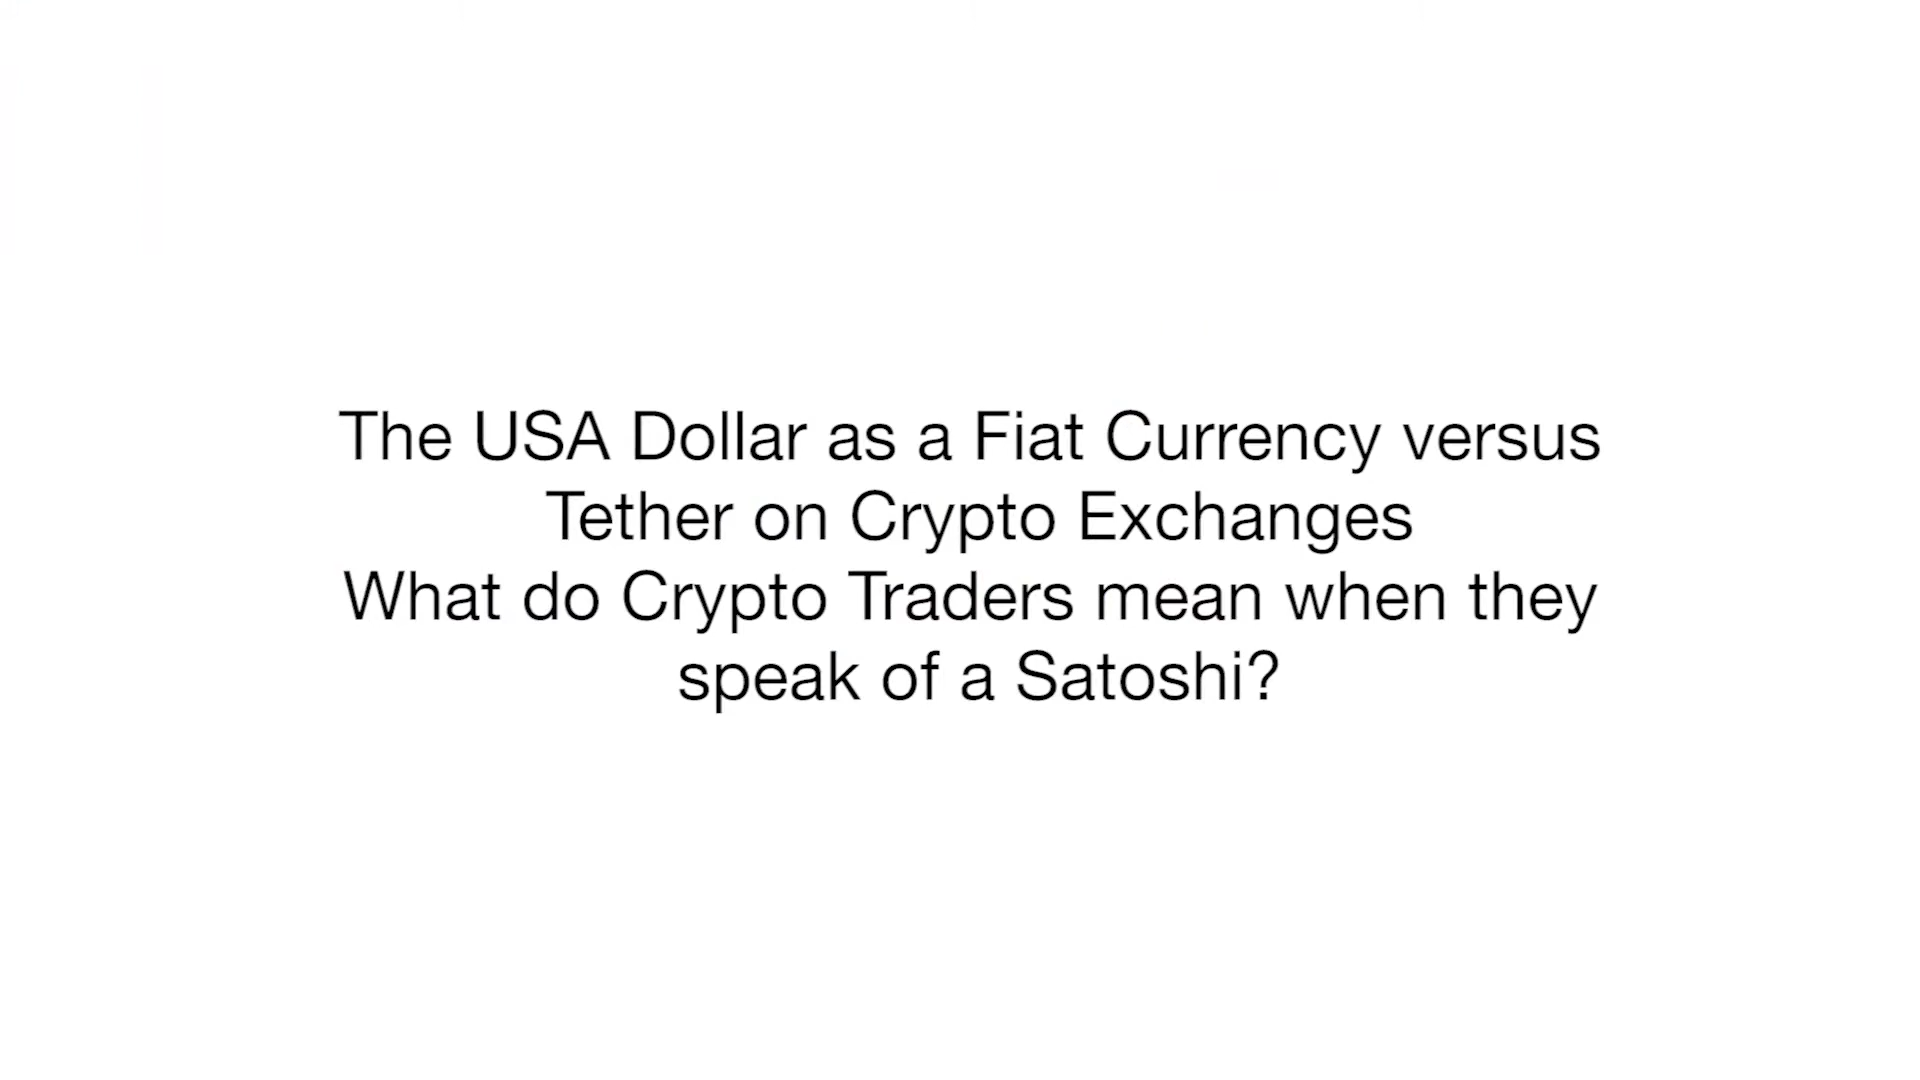 The USA Dollar as a Fiat Currency versus
Tether on Crypto Exchanges
What do Crypto Traders mean when they
speak of a Satoshi?